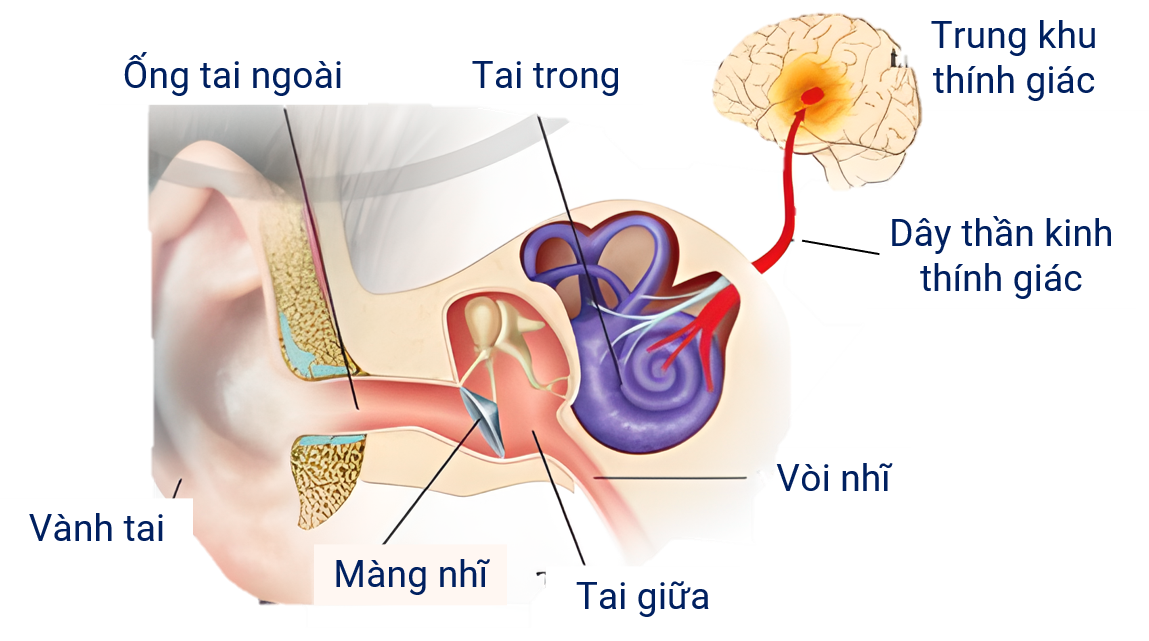 Ống tai ngoài
Tai trong
Trung khu
thính giác
Dây thần kinh
thính giác
Vòi nhĩ
Vành tai
Màng nhĩ
Tai giữa